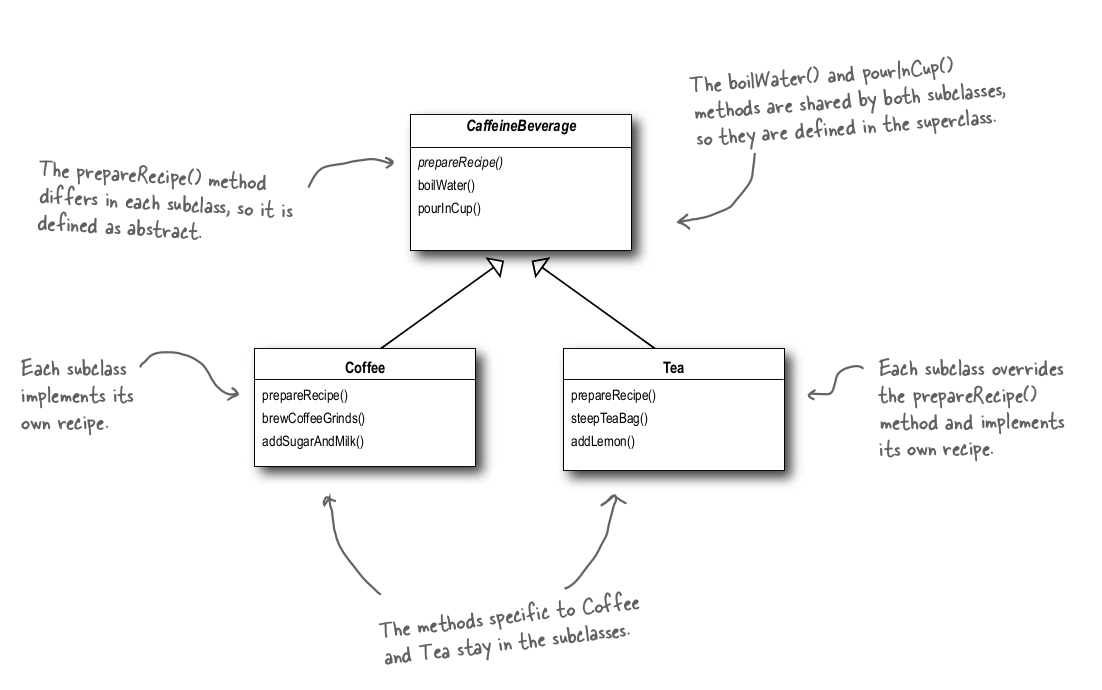 The boilWater() and pourInCup()
methods are shared by both subclasses,
so they are defined in the superclass.
CaffeineBeverage
prepareRecipe()
boilWater()
pourInCup()
The prepareRecipe() method
differs in each subclass, so it is
defined as abstract.
Each subclass
implements its
own recipe.
Coffee
prepareRecipe()
brewCoffeeGrinds()
addSugarAndMilk()
Tea
prepareRecipe()
steepTeaBag()
addLemon()
Each subclass overrides
the prepareRecipe()
method and implements
its own recipe.
The methods specific to Coffee
and Tea stay in the subclasses.